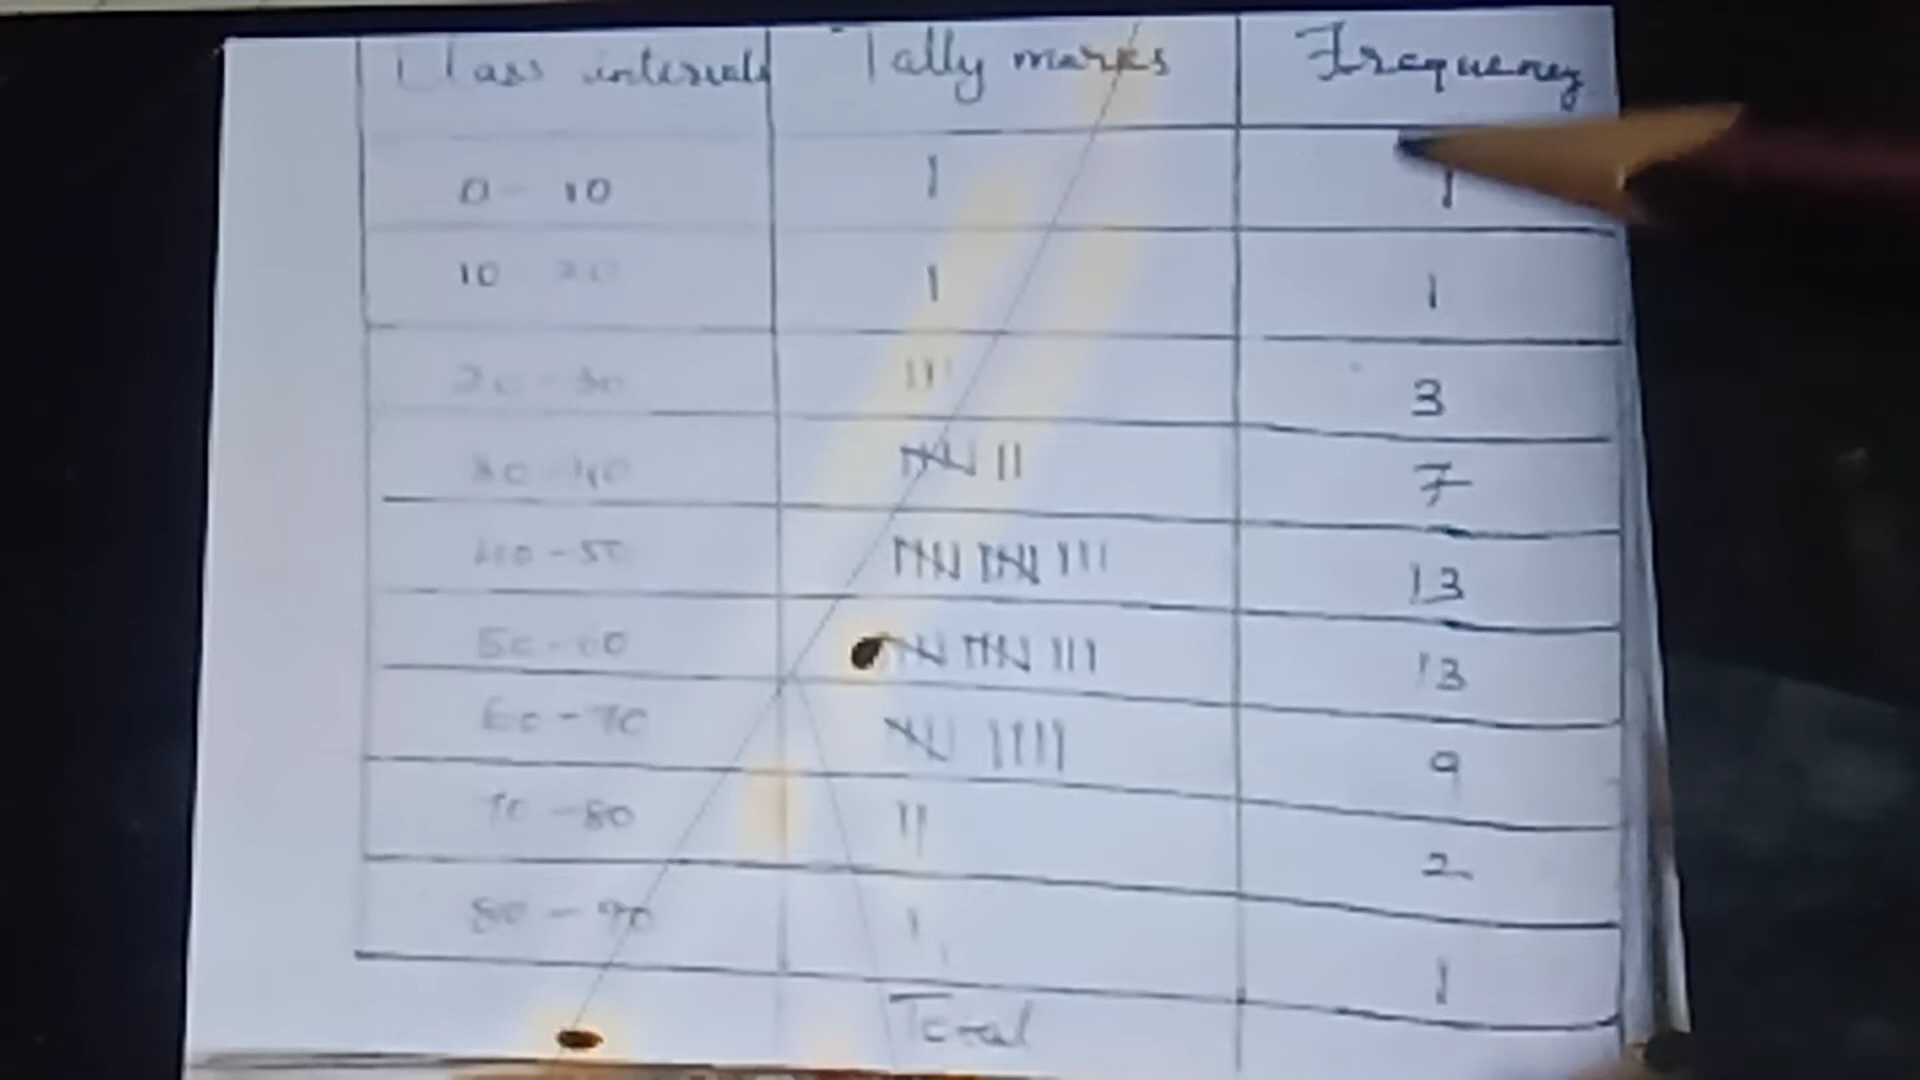 Class intervals Tally marks Frequency
0 - 10 | 1
10 - 20 | 1
20 - 30 ||| 3
30 - 40 |||| || 7
40 - 50 |||| |||| ||| 13
50 - 60 |||| |||| ||| 13
60 - 70 |||| |||| 9
70 - 80 || 2
80 - 90 | 1
Total